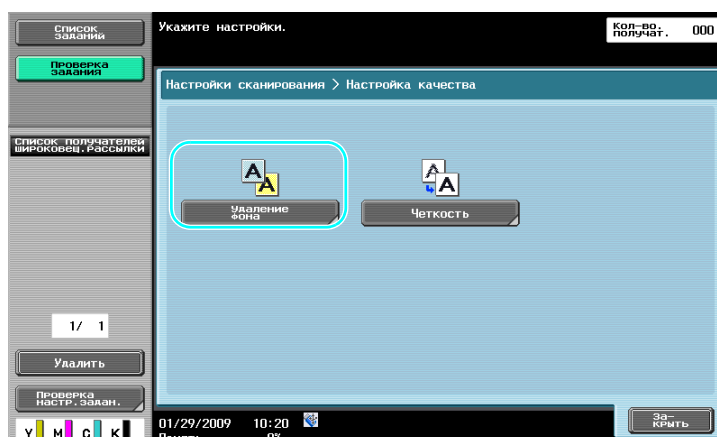 Список
заданий
Проверка
задания
Список получателей
широковещ.рассылки
1/ 1
Удалить
Проверка
настр.задан.
Y M C K
Укажите настройки.
Кол-во.
получат. 000
Настройки сканирования > Настройка качества
Удаление
фона
Четкость
01/29/2009 10:20
Память 0%
За-
крыть